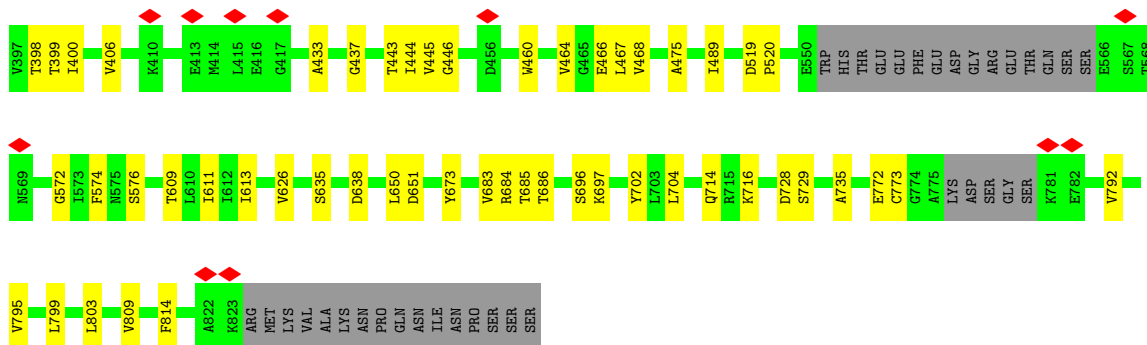 V397 T398 T399 I400 V406 K410 E413 M414 L415 E416 G417 A433 G437 T443 I444 V445 G446 D456 W460 V464 G465 E466 L467 V468 A475 I489 D519 P520 E550 TRP HIS THR GLU GLU PHE GLU ASP GLY ARG GLU THR GLN SER SER E566 S567 T568
N569 G572 I573 F574 N575 S576 T609 L610 I611 I612 I613 V626 S635 D638 L650 D651 Y673 V683 R684 T685 T686 S696 K697 Y702 L703 L704 Q714 R715 K716 D728 S729 A735 E772 C773 G774 A775 LYS ASP SER GLY SER K781 E782 V792
V795 L799 L803 V809 F814 A822 K823 ARG MET LYS VAL ALA LYS ASN PRO GLN ASN ILE ASN PRO SER SER SER